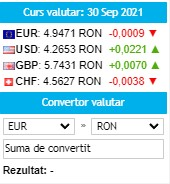 Curs valutar: 30 Sep 2021
EUR: 4.9471 RON -0,0009 ▼
USD: 4.2653 RON +0,0221 ▲
GBP: 5.7431 RON +0,0070 ▲
CHF: 4.5627 RON -0,0038 ▼
Convertor valutar
EUR » RON
Suma de convertit
Rezultat: -